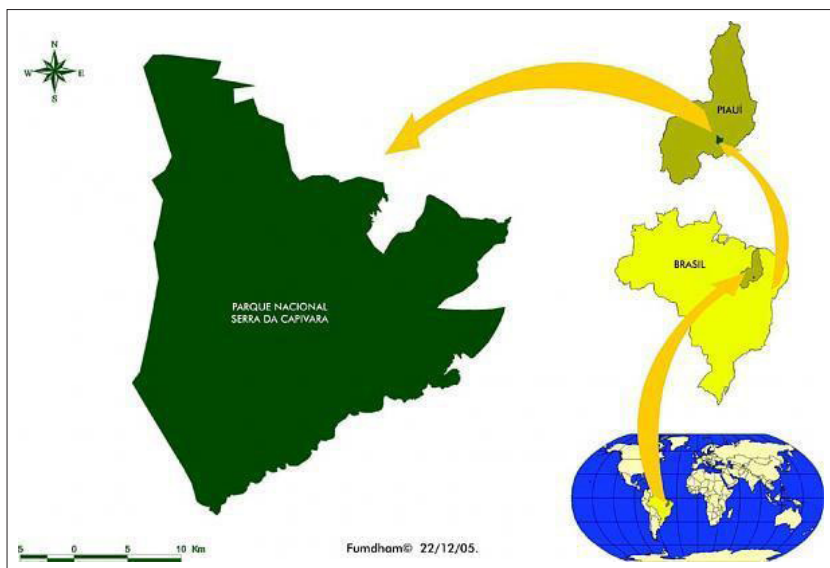 N
W E
S
PIAUÍ
BRASIL
PARQUE NACIONAL
SERRA DA CAPIVARA
5 0 5 10 Km
Fumdham© 22/12/05.